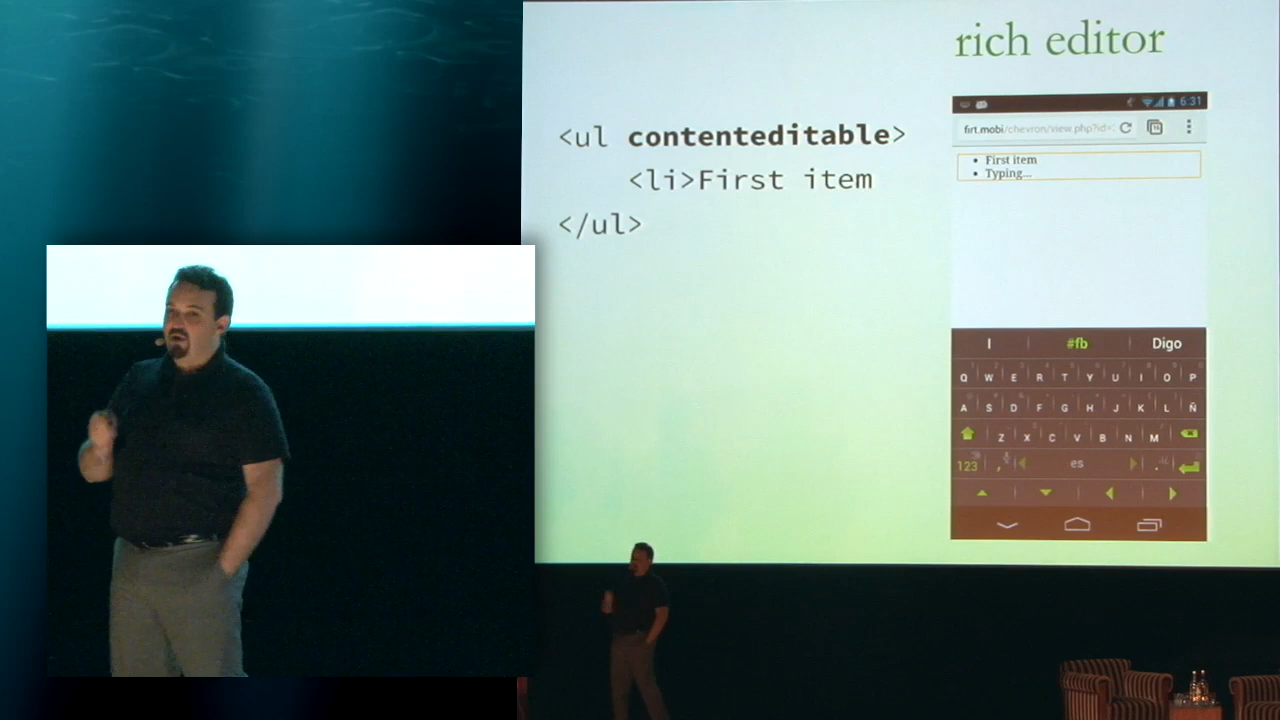 rich editor
<ul contenteditable>
<li>First item
</ul>
6:31
firt.mobi/chevron/view.php?id=
• First item
• Typing...
I #fb Digo
Q W E R T Y U I O P
A S D F G H J K L Ñ
Z X C V B N M
123 , es .